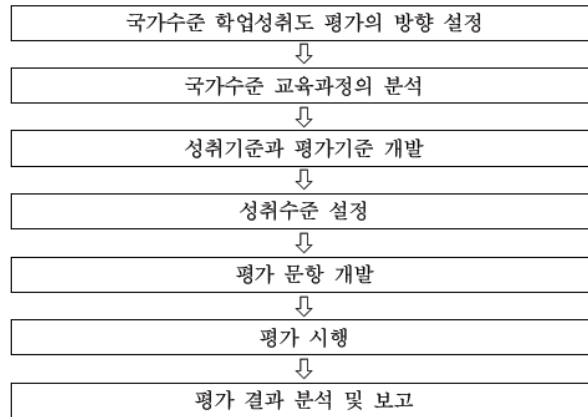 국가수준 학업성취도 평가의 방향 설정
국가수준 교육과정의 분석
성취기준과 평가기준 개발
성취수준 설정
평가 문항 개발
평가 시행
평가 결과 분석 및 보고